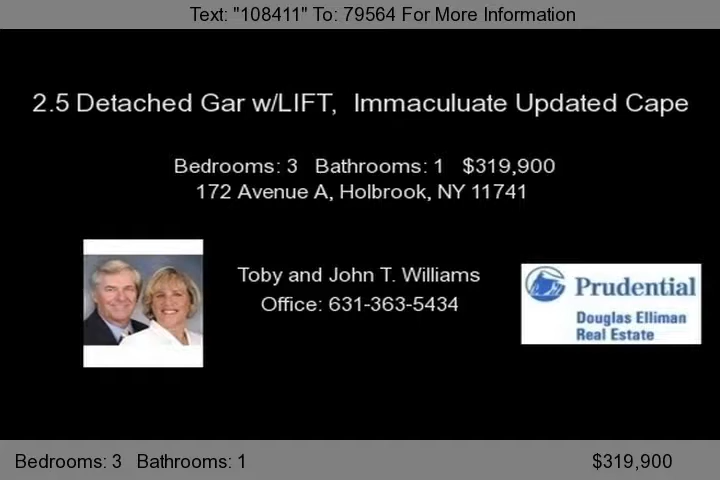 Text: "108411" To: 79564 For More Information
2.5 Detached Gar w/LIFT, Immaculuate Updated Cape
Bedrooms: 3 Bathrooms: 1 $319,900
172 Avenue A, Holbrook, NY 11741
Toby and John T. Williams
Office: 631-363-5434
Prudential
Douglas Elliman
Real Estate
Bedrooms: 3 Bathrooms: 1 $319,900